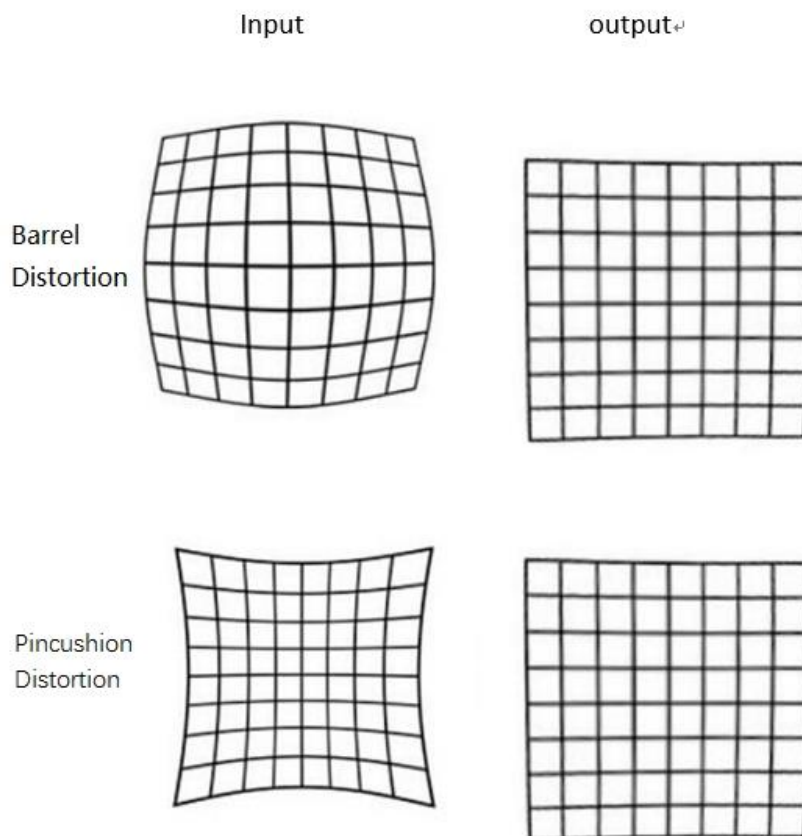 Input output↵
Barrel
Distortion
Pincushion
Distortion